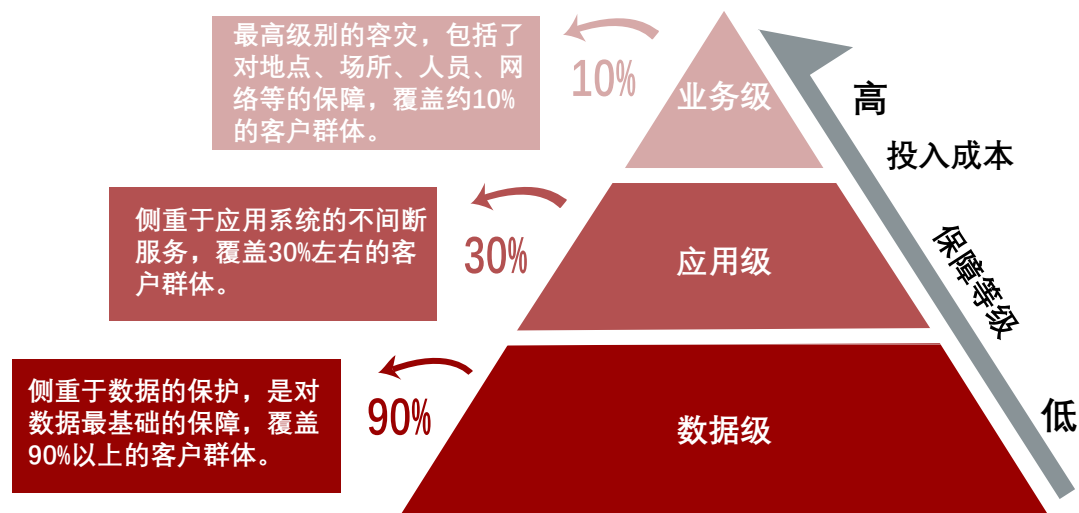 最高级别的容灾，包括了
对地点、场所、人员、网
络等的保障，覆盖约10%
的客户群体。
10%
业务级
高
投入成本
侧重于应用系统的不间断
服务，覆盖30%左右的客
户群体。
30%
应用级
保障等级
侧重于数据的保护，是对
数据最基础的保障，覆盖
90%以上的客户群体。
90%
数据级
低